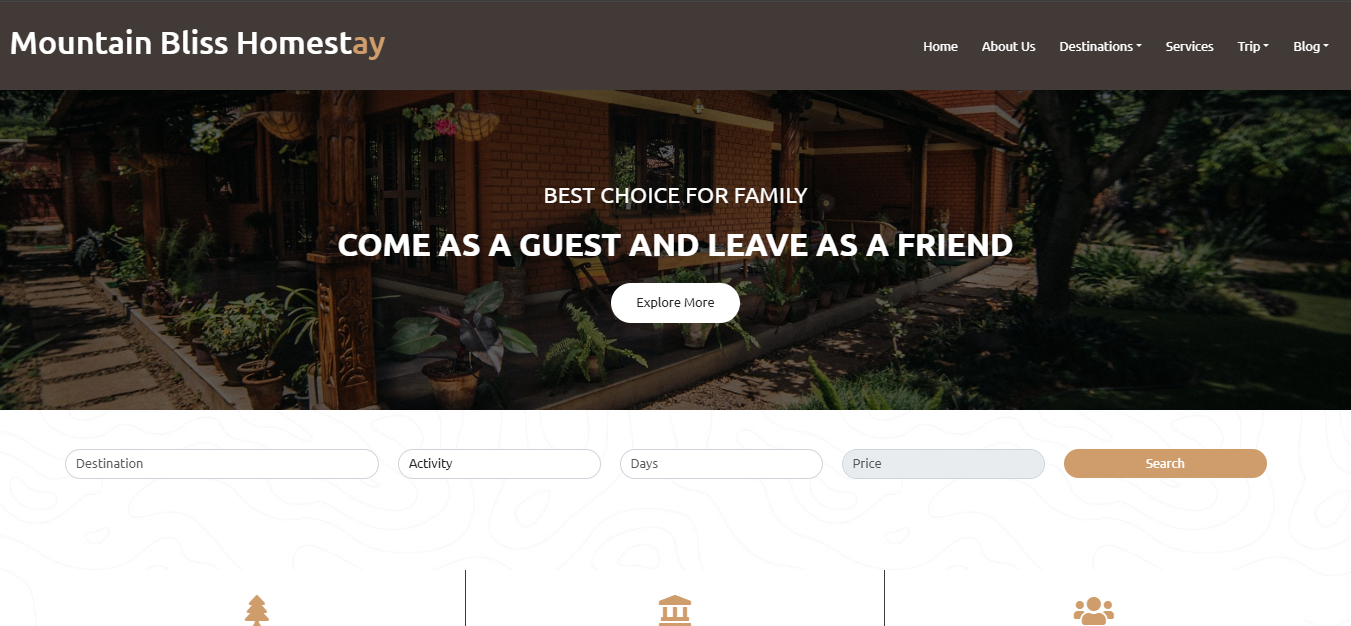 Mountain Bliss Homestay
Home About Us Destinations Services Trip Blog
BEST CHOICE FOR FAMILY
COME AS A GUEST AND LEAVE AS A FRIEND
Explore More
Destination Activity Days Price Search